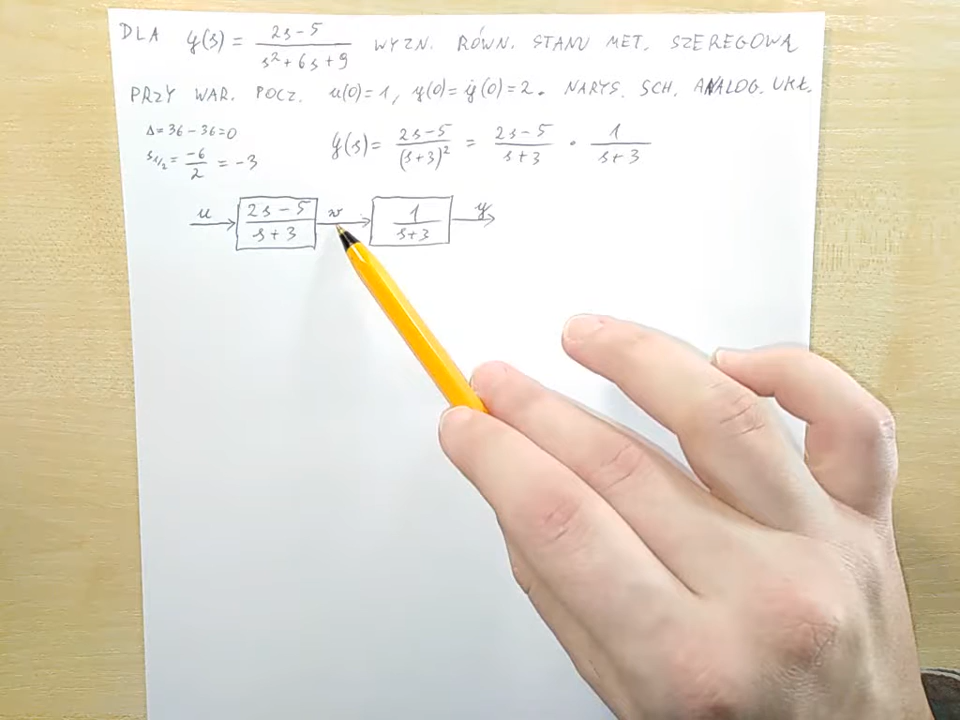 DLA y(s) = 2s-5 / s²+6s+9 WYZN. RÓWN. STANU MET. SZEREGOWĄ
PRZY WAR. POCZ. u(0)=1, y(0)=ẏ(0)=2. NARYS. SCH. ANALOG. UKŁ.
Δ=36-36=0
s1/2 = -6/2 = -3
y(s) = 2s-5 / (s+3)² = 2s-5 / s+3 · 1 / s+3
u 2s-5 / s+3 w 1 / s+3 y